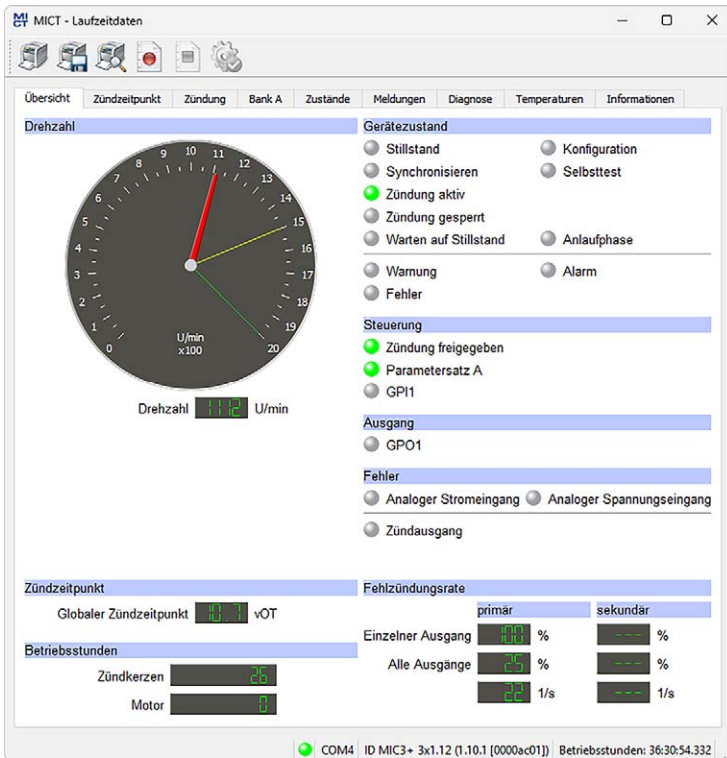 MICT - Laufzeitdaten
Übersicht Zündzeitpunkt Zündung Bank A Zustände Meldungen Diagnose Temperaturen Informationen
Drehzahl
0 1 2 3 4 5 6 7 8 9 10 11 12 13 14 15 16 17 18 19 20
U/min
x100
Drehzahl 1112 U/min
Gerätezustand
Stillstand Konfiguration
Synchronisieren Selbsttest
Zündung aktiv
Zündung gesperrt
Warten auf Stillstand Anlaufphase
Warnung Alarm
Fehler
Steuerung
Zündung freigegeben
Parametersatz A
GPI1
Ausgang
GPO1
Fehler
Analoger Stromeingang Analoger Spannungseingang
Zündausgang
Zündzeitpunkt
Globaler Zündzeitpunkt 10.7 vOT
Betriebsstunden
Zündkerzen 26
Motor 0
Fehlzündungsrate
primär sekundär
Einzelner Ausgang 100 % --- %
Alle Ausgänge 25 % --- %
22 1/s --- 1/s
COM4 ID MIC3+ 3x1.12 (1.10.1 [0000ac01]) Betriebsstunden: 36:30:54.332